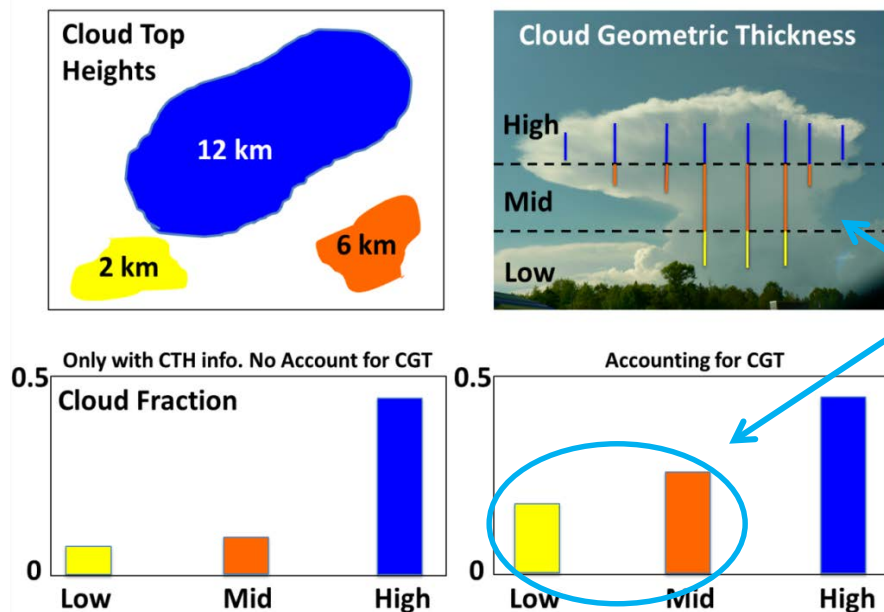 Cloud Top
Heights
12 km
2 km
6 km
Cloud Geometric Thickness
High
Mid
Low
Only with CTH info. No Account for CGT
0.5
Cloud Fraction
0
Low Mid High
Accounting for CGT
0.5
0
Low Mid High